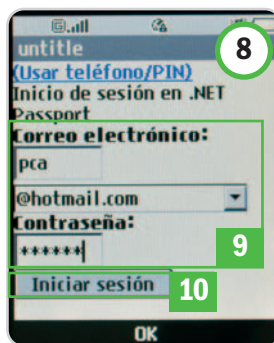 8
untitle
(Usar teléfono/PIN)
Inicio de sesión en .NET
Passport
Correo electrónico:
pca
@hotmail.com
Contraseña:
******
9
Iniciar sesión
10
OK